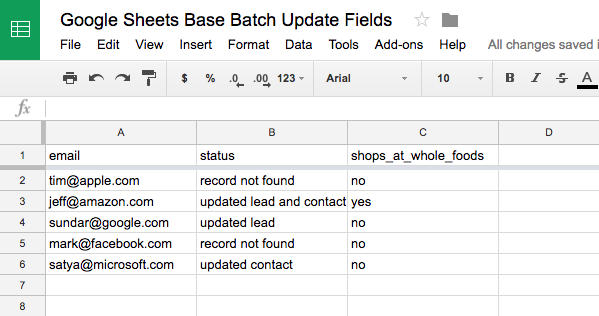 Google Sheets Base Batch Update Fields
File Edit View Insert Format Data Tools Add-ons Help All changes saved i
$ % .0 .00 123 Arial 10 B I S A
fx
A B C D
1 email status shops_at_whole_foods
2 tim@apple.com record not found no
3 jeff@amazon.com updated lead and contact yes
4 sundar@google.com updated lead no
5 mark@facebook.com record not found no
6 satya@microsoft.com updated contact no
7
8